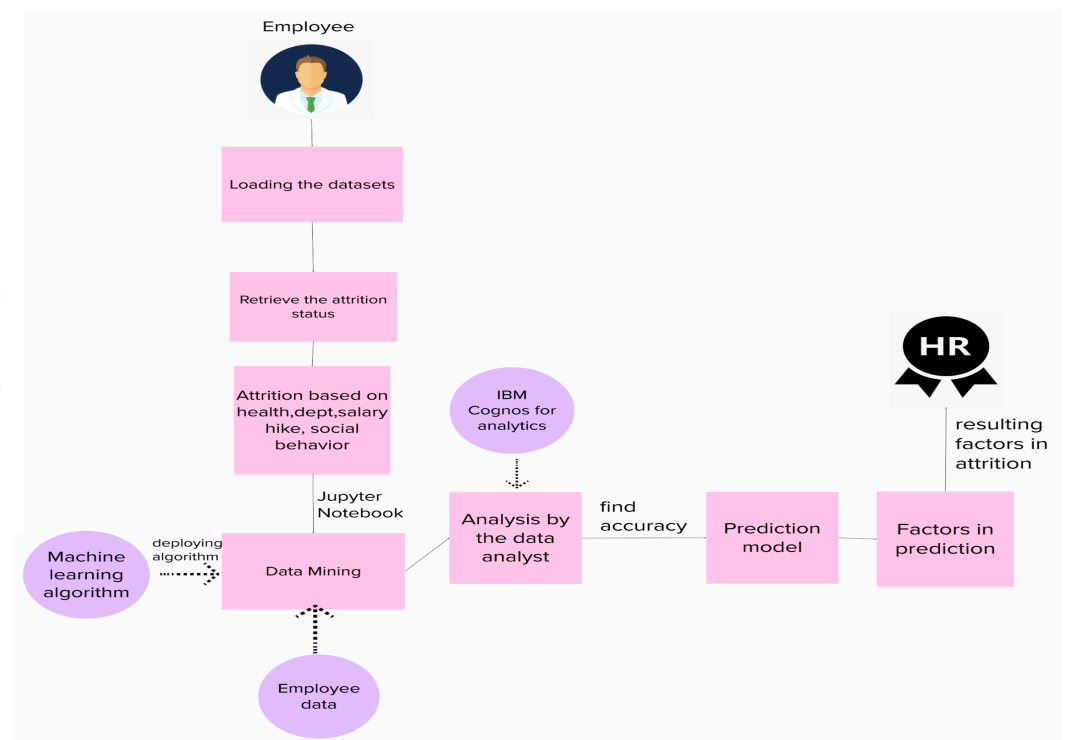 Employee
Loading the datasets
Retrieve the attrition
status
Attrition based on
health,dept,salary
hike, social
behavior
Jupyter
Notebook
Machine
learning
algorithm
deploying
algorithm
Data Mining
Employee
data
IBM
Cognos for
analytics
Analysis by
the data
analyst
find
accuracy
Prediction
model
Factors in
prediction
resulting
factors in
attrition
HR